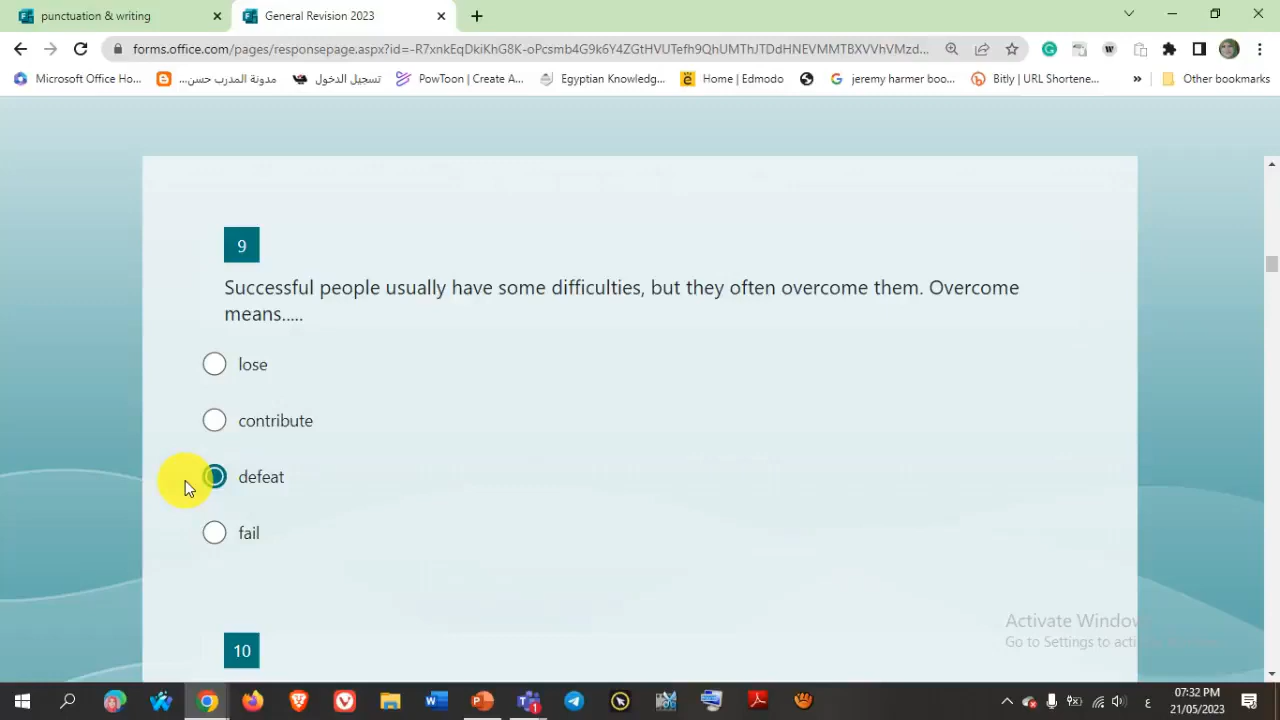 punctuation & writing
General Revision 2023
forms.office.com/pages/responsepage.aspx?id=-R7xnkEqDkiKhG8K-oPcsmb4G9k6Y4ZGtHVUTefh9QhUMThJTDdHNEVMMTBXVVhVMzd...
Microsoft Office Ho...
مدونة المدرب حسن...
تسجيل الدخول
PowToon | Create A...
Egyptian Knowledg...
Home | Edmodo
jeremy harmer boo...
Bitly | URL Shortene...
»
Other bookmarks
9
Successful people usually have some difficulties, but they often overcome them. Overcome
means.....
lose
contribute
defeat
fail
10
Activate Window
Go to Settings to
07:32 PM
21/05/2023